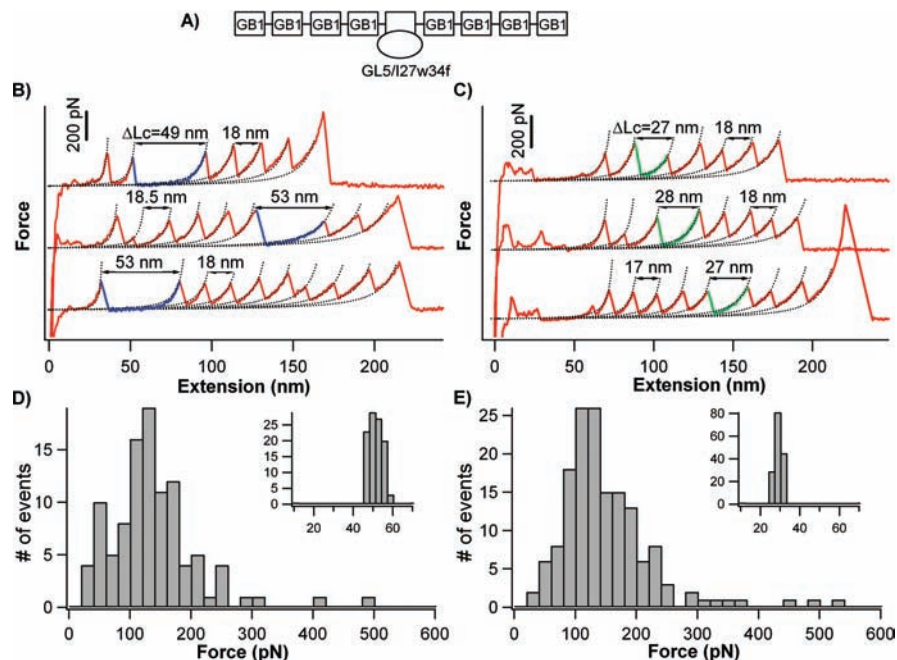 A)
GB1 GB1 GB1 GB1 GB1 GB1 GB1 GB1
GL5/I27w34f
B)
200 pN
ΔLc=49 nm
18 nm
18.5 nm
53 nm
53 nm
18 nm
Force
0 50 100 150 200
Extension (nm)
C)
200 pN
ΔLc=27 nm
18 nm
28 nm
18 nm
17 nm
27 nm
0 50 100 150 200
Extension (nm)
D)
# of events
15
10
5
0
0 100 200 300 400 500 600
Force (pN)
25
20
15
10
5
0
20 40 60
E)
# of events
25
20
15
10
5
0
0 100 200 300 400 500 600
Force (pN)
80
60
40
20
0
20 40 60